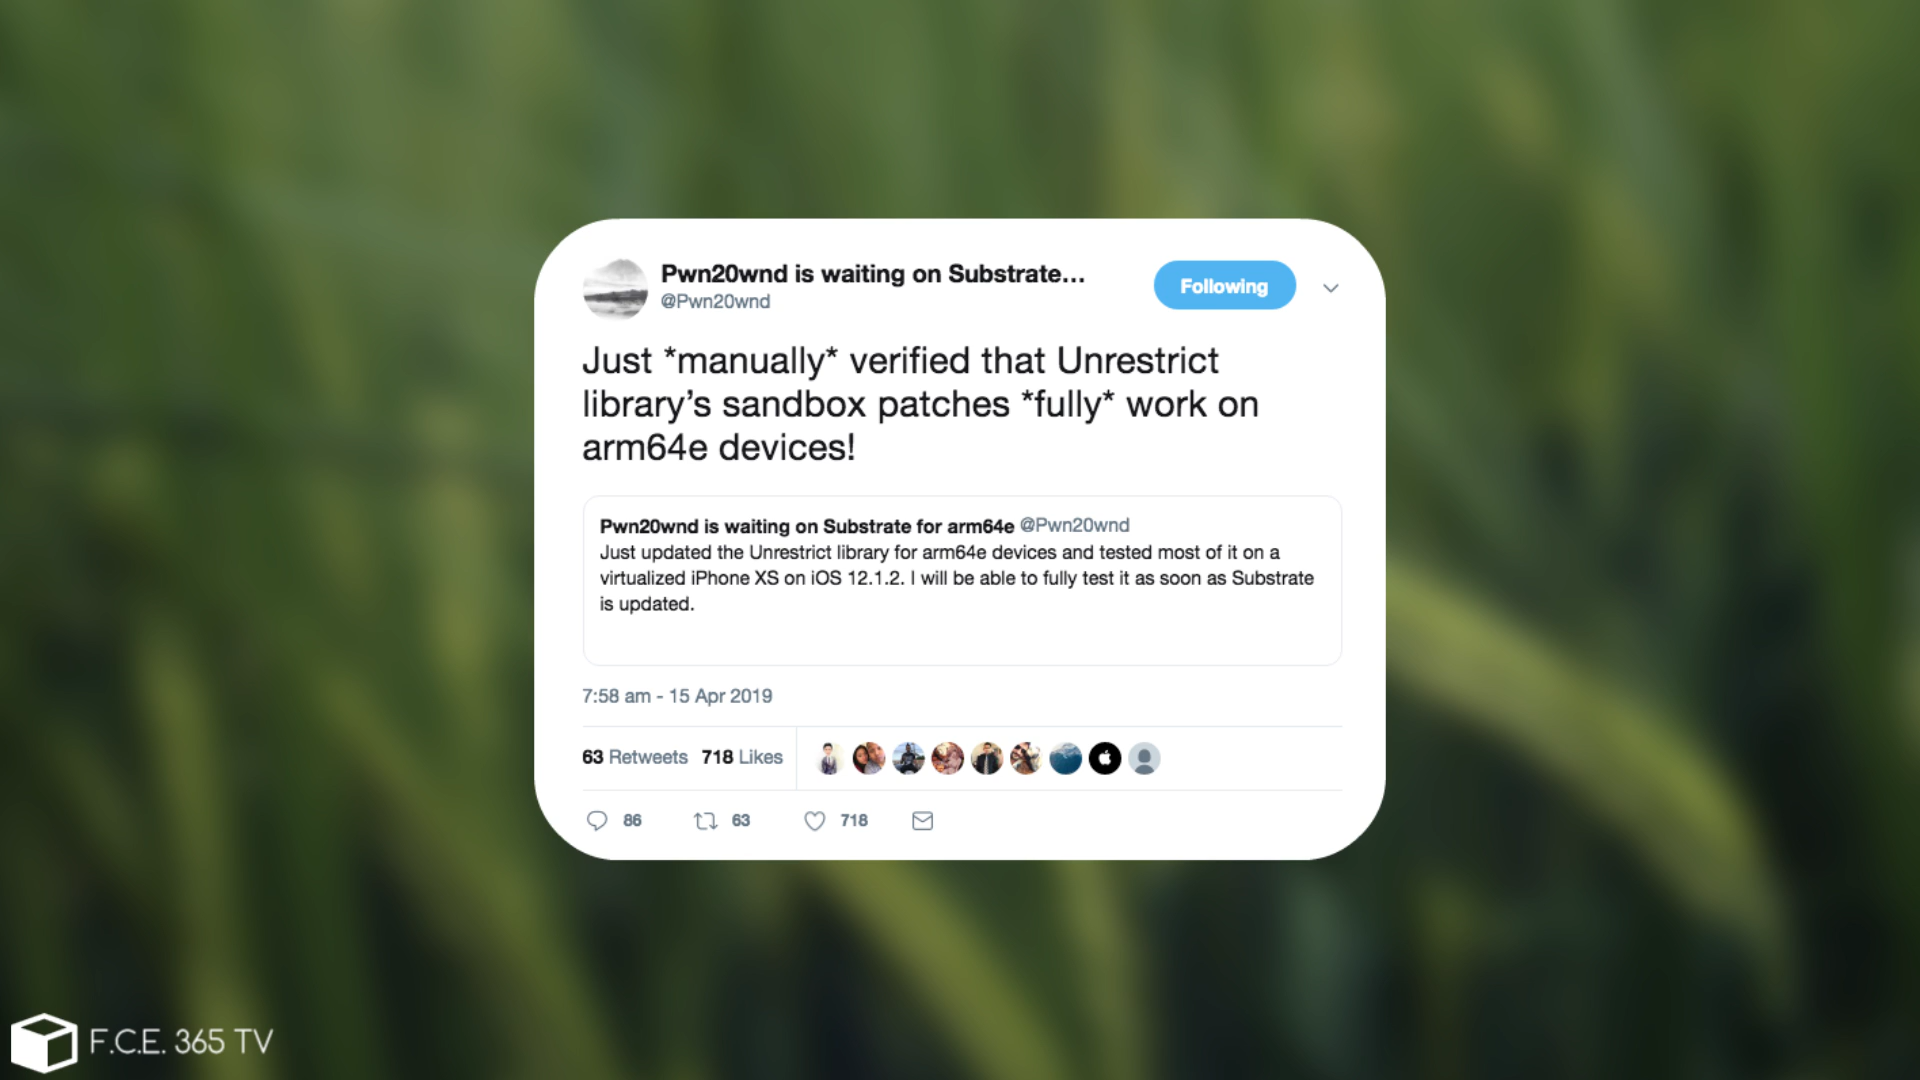 Pwn20wnd is waiting on Substrate...
@Pwn20wnd
Following
Just *manually* verified that Unrestrict
library’s sandbox patches *fully* work on
arm64e devices!
Pwn20wnd is waiting on Substrate for arm64e @Pwn20wnd
Just updated the Unrestrict library for arm64e devices and tested most of it on a
virtualized iPhone XS on iOS 12.1.2. I will be able to fully test it as soon as Substrate
is updated.
7:58 am - 15 Apr 2019
63 Retweets 718 Likes
86 63 718
F.C.E. 365 TV